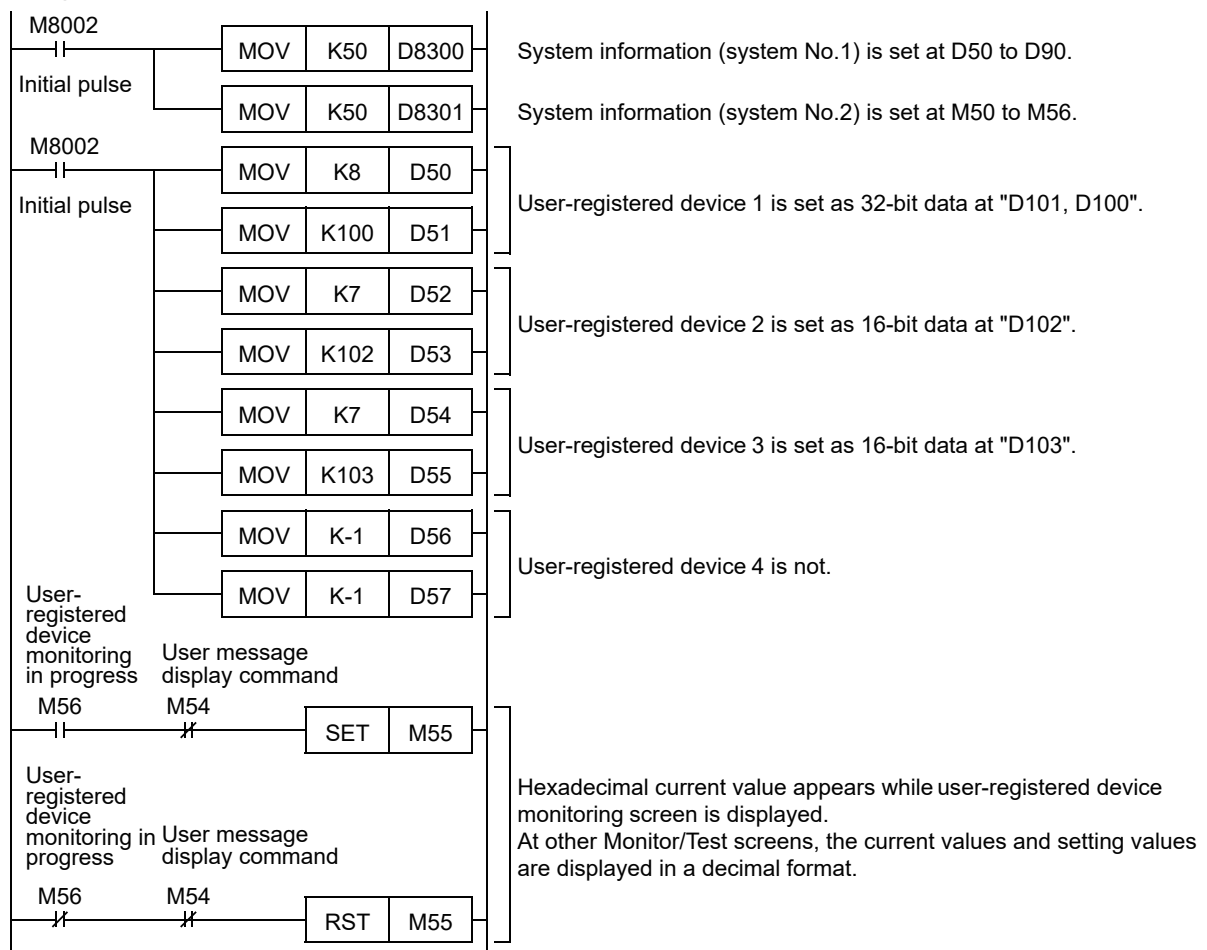 M8002
MOV K50 D8300
System information (system No.1) is set at D50 to D90.
Initial pulse
MOV K50 D8301
System information (system No.2) is set at M50 to M56.
M8002
MOV K8 D50
Initial pulse
User-registered device 1 is set as 32-bit data at "D101, D100".
MOV K100 D51
MOV K7 D52
User-registered device 2 is set as 16-bit data at "D102".
MOV K102 D53
MOV K7 D54
User-registered device 3 is set as 16-bit data at "D103".
MOV K103 D55
MOV K-1 D56
User-registered device 4 is not.
MOV K-1 D57
User-
registered
device
monitoring
in progress
User message
display command
M56 M54
SET M55
User-
registered
device
monitoring in
progress
User message
display command
Hexadecimal current value appears while user-registered device
monitoring screen is displayed.
At other Monitor/Test screens, the current values and setting values
are displayed in a decimal format.
M56 M54
RST M55